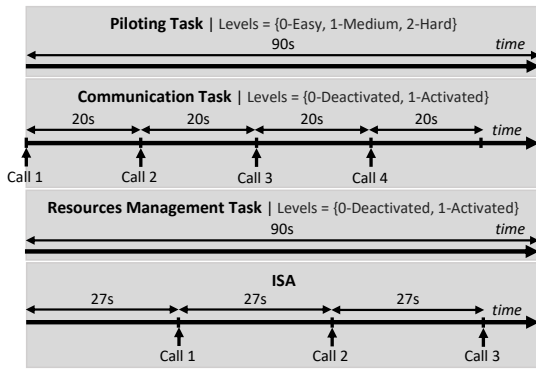 Piloting Task | Levels = {0-Easy, 1-Medium, 2-Hard}
90s time
Communication Task | Levels = {0-Deactivated, 1-Activated}
20s 20s 20s 20s time
Call 1 Call 2 Call 3 Call 4
Resources Management Task | Levels = {0-Deactivated, 1-Activated}
90s time
ISA
27s 27s 27s time
Call 1 Call 2 Call 3